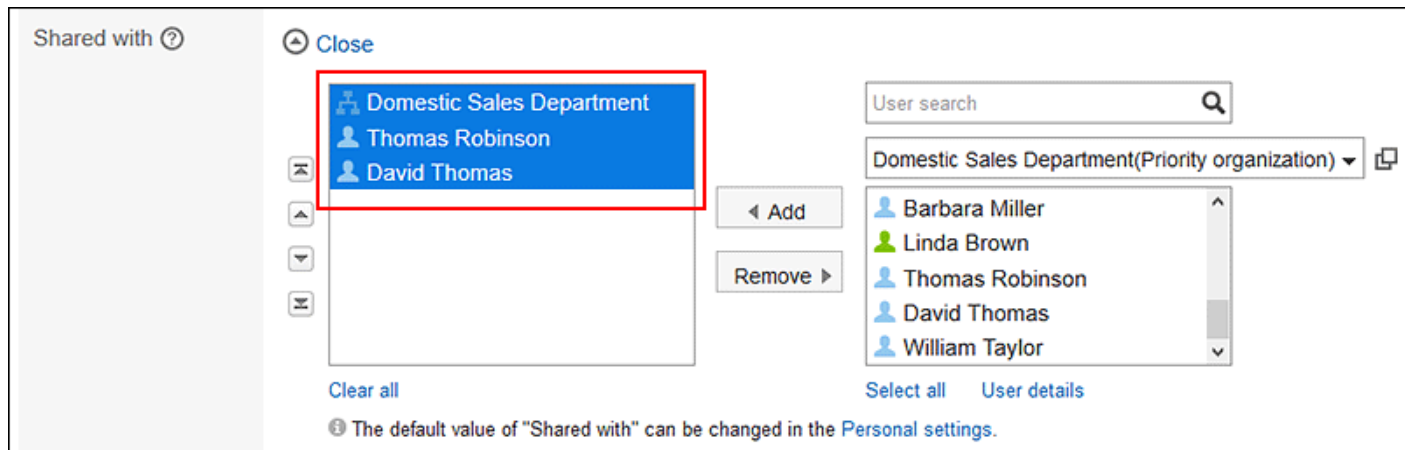 Shared with
Close
Domestic Sales Department
Thomas Robinson
David Thomas
Add
Remove
User search
Domestic Sales Department(Priority organization)
Barbara Miller
Linda Brown
Thomas Robinson
David Thomas
William Taylor
Clear all
Select all User details
The default value of "Shared with" can be changed in the Personal settings.